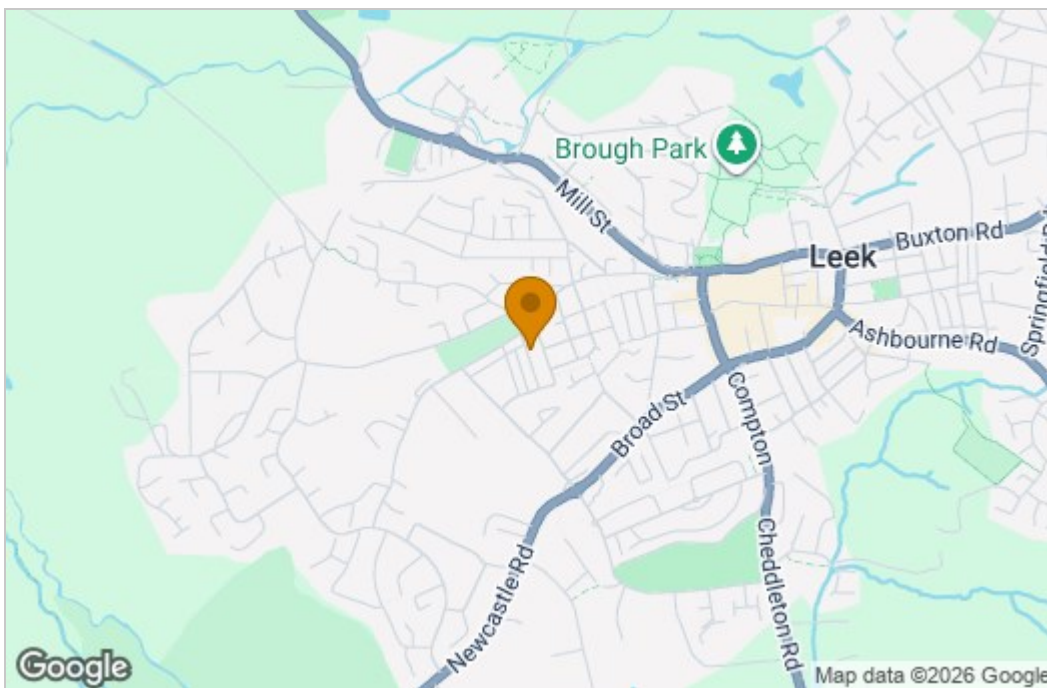 Brough Park
Mill St
Leek
Buxton Rd
Ashbourne Rd
Broad St
Compton
Cheddleton Rd
Newcastle Rd
Google
Map data ©2026 Google